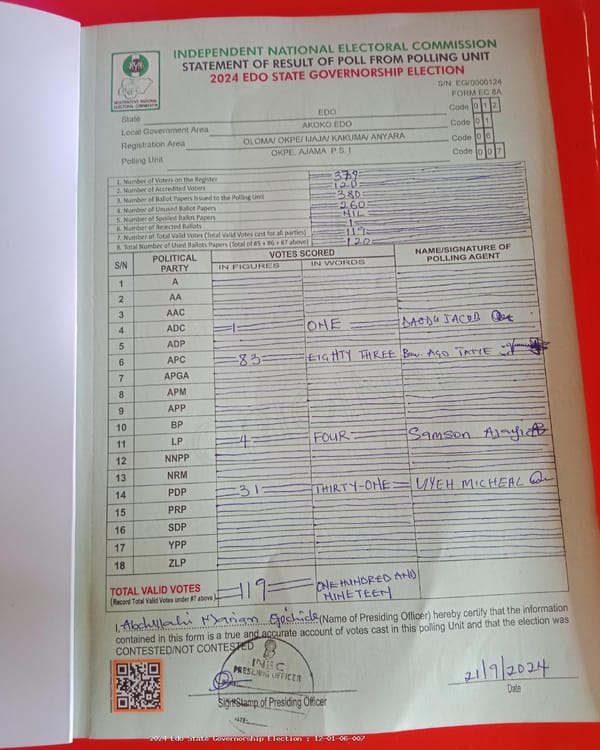 INDEPENDENT NATIONAL ELECTORAL COMMISSION
STATEMENT OF RESULT OF POLL FROM POLLING UNIT
2024 EDO STATE GOVERNORSHIP ELECTION
INEC
INDEPENDENT NATIONAL ELECTORAL COMMISSION
S/N: EG/0000124
FORM EC 8A
State EDO Code 0 1 2
Local Government Area AKOKO EDO Code 0 1
Registration Area OLOMA/ OKPE/ IJAJA/ KAKUMA/ ANYARA Code 0 6
Polling Unit OKPE, AJAMA P.S. I Code 0 0 7
1. Number of Voters on the Register 379
2. Number of Accredited Voters 120
3. Number of Ballot Papers Issued to the Polling Unit 380
4. Number of Unused Ballot Papers 260
5. Number of Spoiled Ballot Papers NIL
6. Number of Rejected Ballots 1
7. Number of Total Valid Votes (Total Valid Votes cast for all parties) 119
8. Total Number of Used Ballots Papers (Total of #5 + #6 + #7 above) 120
S/N POLITICAL PARTY VOTES SCORED NAME/SIGNATURE OF POLLING AGENT
IN FIGURES IN WORDS
1 A
2 AA
3 AAC
4 ADC 1 ONE DAODU JACOB
5 ADP
6 APC 83 EIGHTY THREE
7 APGA
8 APM
9 APP
10 BP
11 LP 4 FOUR Samson Ajayi
12 NNPP
13 NRM
14 PDP 31 THIRTY-ONE UYEH MICHEAL
15 PRP
16 SDP
17 YPP
18 ZLP
TOTAL VALID VOTES 119 ONE HUNDRED AND
(Record Total Valid Votes under #7 above) NINETEEN
I, Abdullahi (Name of Presiding Officer) hereby certify that the information
contained in this form is a true and accurate account of votes cast in this polling Unit and that the election was
CONTESTED/NOT CONTESTED
INEC
PRESIDING OFFICER
21/9/2024
Sign/Stamp of Presiding Officer
Date
2024 Edo State Governorship Election : 12-01-06-007